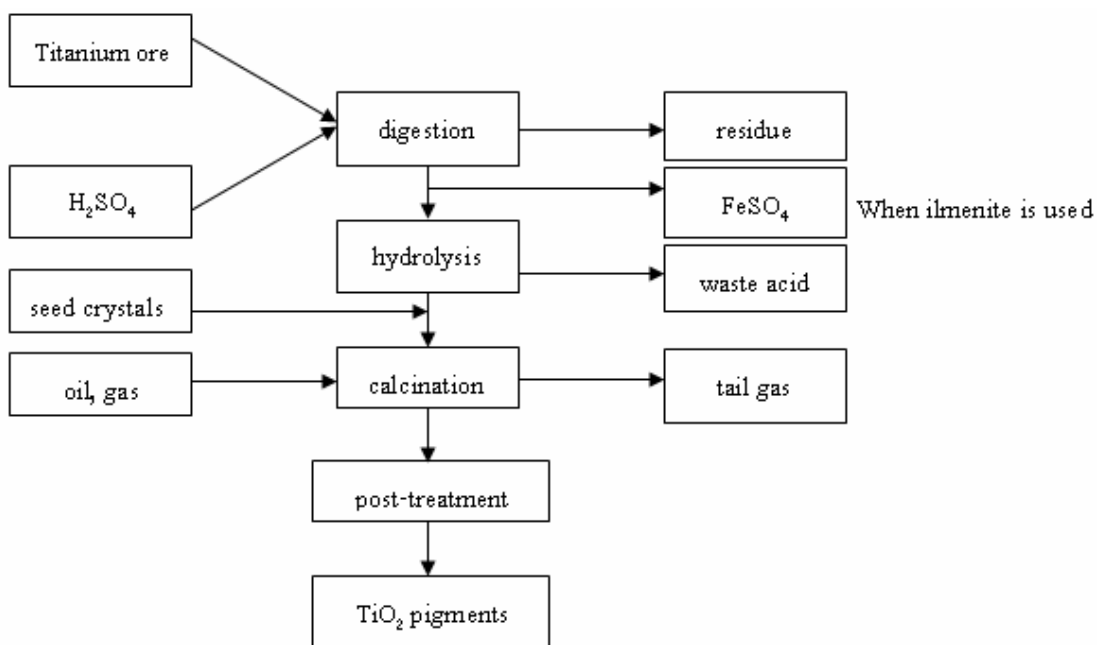 Titanium ore
digestion
residue
H₂SO₄
FeSO₄
When ilmenite is used
hydrolysis
waste acid
seed crystals
oil, gas
calcination
tail gas
post-treatment
TiO₂ pigments